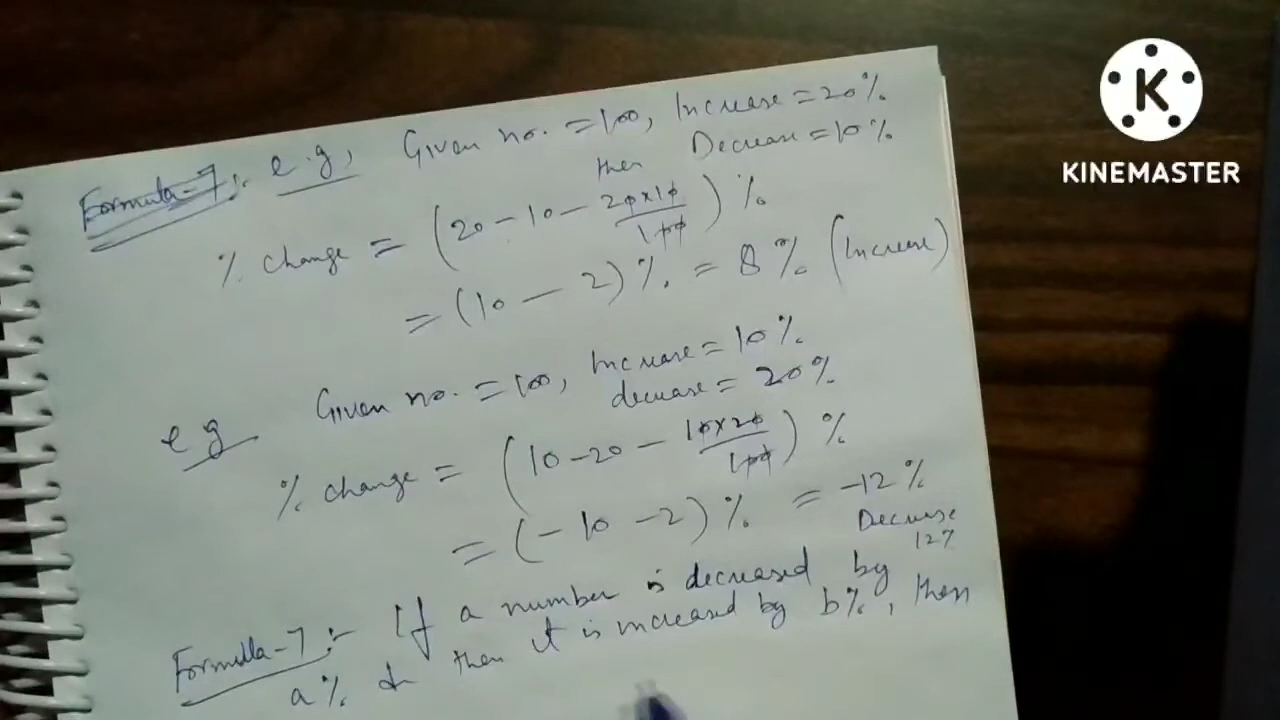 Formula-7:- e.g, Given no. = 100, Increase = 20%
then Decrease = 10%
% change = (20 - 10 - 20x10/100) %
= (10 - 2) % = 8 % (Increase)
e g Given no. = 100, Increase = 10%
decrease = 20%
% change = (10 - 20 - 10x20/100) %
= (-10 - 2) % = -12 %
Decrease
12%
Formula-7 :- If a number is decreased by
a% & then it is increased by b%, then
K
KINEMASTER